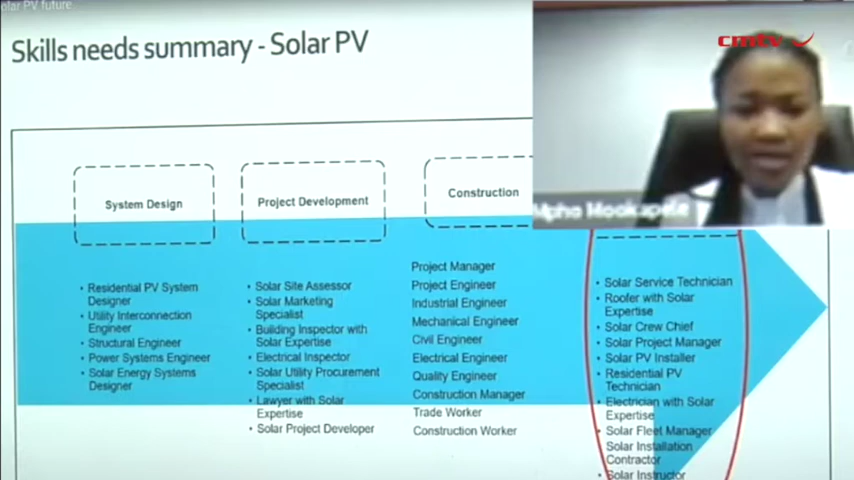 olar PV future
Skills needs summary - Solar PV
cmtv
System Design
Project Development
Construction
• Residential PV System
Designer
• Utility Interconnection
Engineer
• Structural Engineer
• Power Systems Engineer
• Solar Energy Systems
Designer
• Solar Site Assessor
• Solar Marketing
Specialist
• Building Inspector with
Solar Expertise
• Electrical Inspector
• Solar Utility Procurement
Specialist
• Lawyer with Solar
Expertise
• Solar Project Developer
Project Manager
Project Engineer
Industrial Engineer
Mechanical Engineer
Civil Engineer
Electrical Engineer
Quality Engineer
Construction Manager
Trade Worker
Construction Worker
• Solar Service Technician
• Roofer with Solar
Expertise
• Solar Crew Chief
• Solar Project Manager
• Solar PV Installer
• Residential PV
Technician
• Electrician with Solar
Expertise
• Solar Fleet Manager
Solar Installation
Contractor
• Solar Instructor